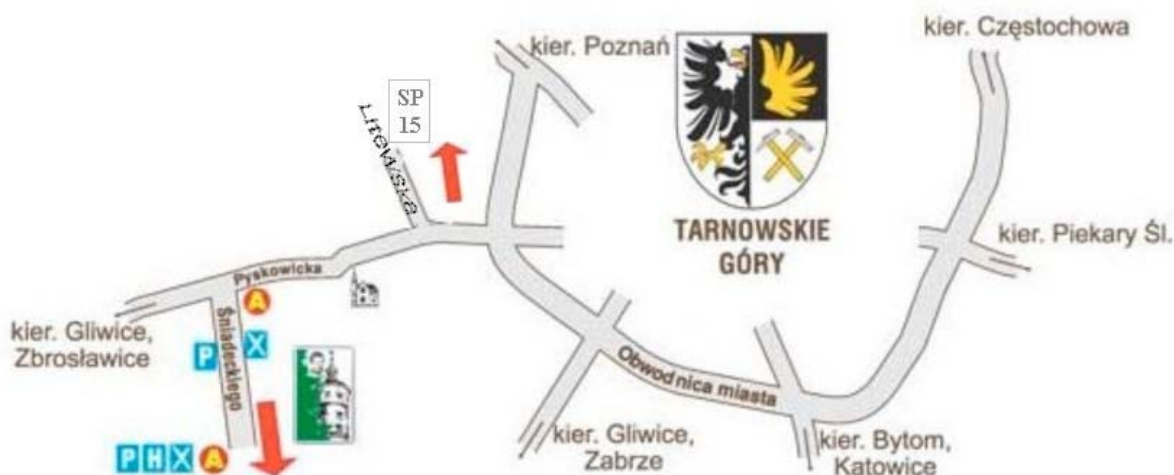 kier. Częstochowa
kier. Poznań
SP
15
Litewska
TARNOWSKIE
GÓRY
kier. Piekary Śl.
Pyskowicka
A
kier. Gliwice,
Zbrosławice
Śniadeckiego
P X
Obwodnica miasta
kier. Gliwice,
Zabrze
kier. Bytom,
Katowice
P H X A